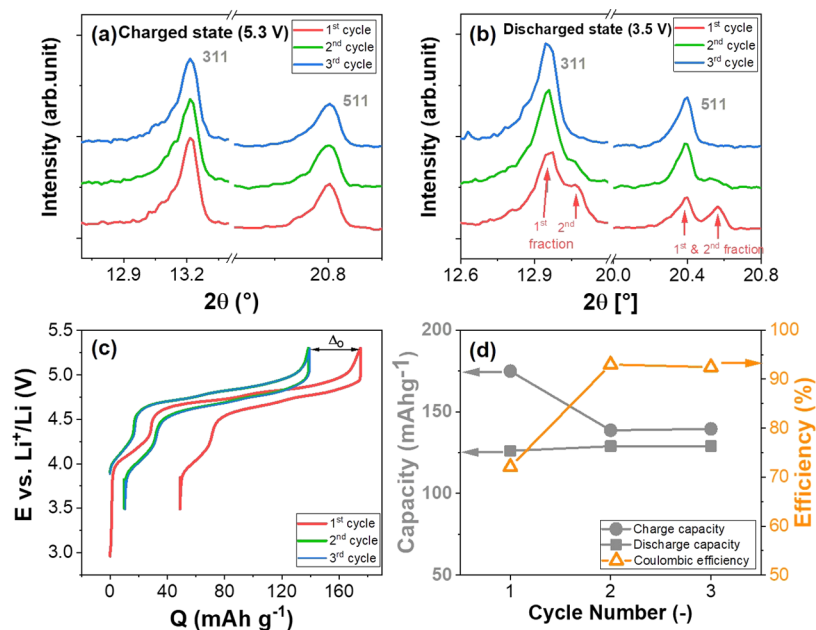 (a) Charged state (5.3 V)
1st cycle
2nd cycle
3rd cycle
311
511
Intensity (arb.unit)
12.9 13.2 20.8
2θ (°)
(b) Discharged state (3.5 V)
1st cycle
2nd cycle
3rd cycle
311
511
Intensity (arb.unit)
1st 2nd
fraction
1st & 2nd fraction
12.6 12.9 20.0 20.4 20.8
2θ [°]
(c)
Δo
5.5
5.0
4.5
4.0
3.5
3.0
E vs. Li+/Li (V)
1st cycle
2nd cycle
3rd cycle
0 40 80 120 160
Q (mAh g-1)
(d)
200
150
125
100
50
Capacity (mAhg-1)
100
90
80
70
60
50
Efficiency (%)
Charge capacity
Discharge capacity
Coulombic efficiency
1 2 3
Cycle Number (-)